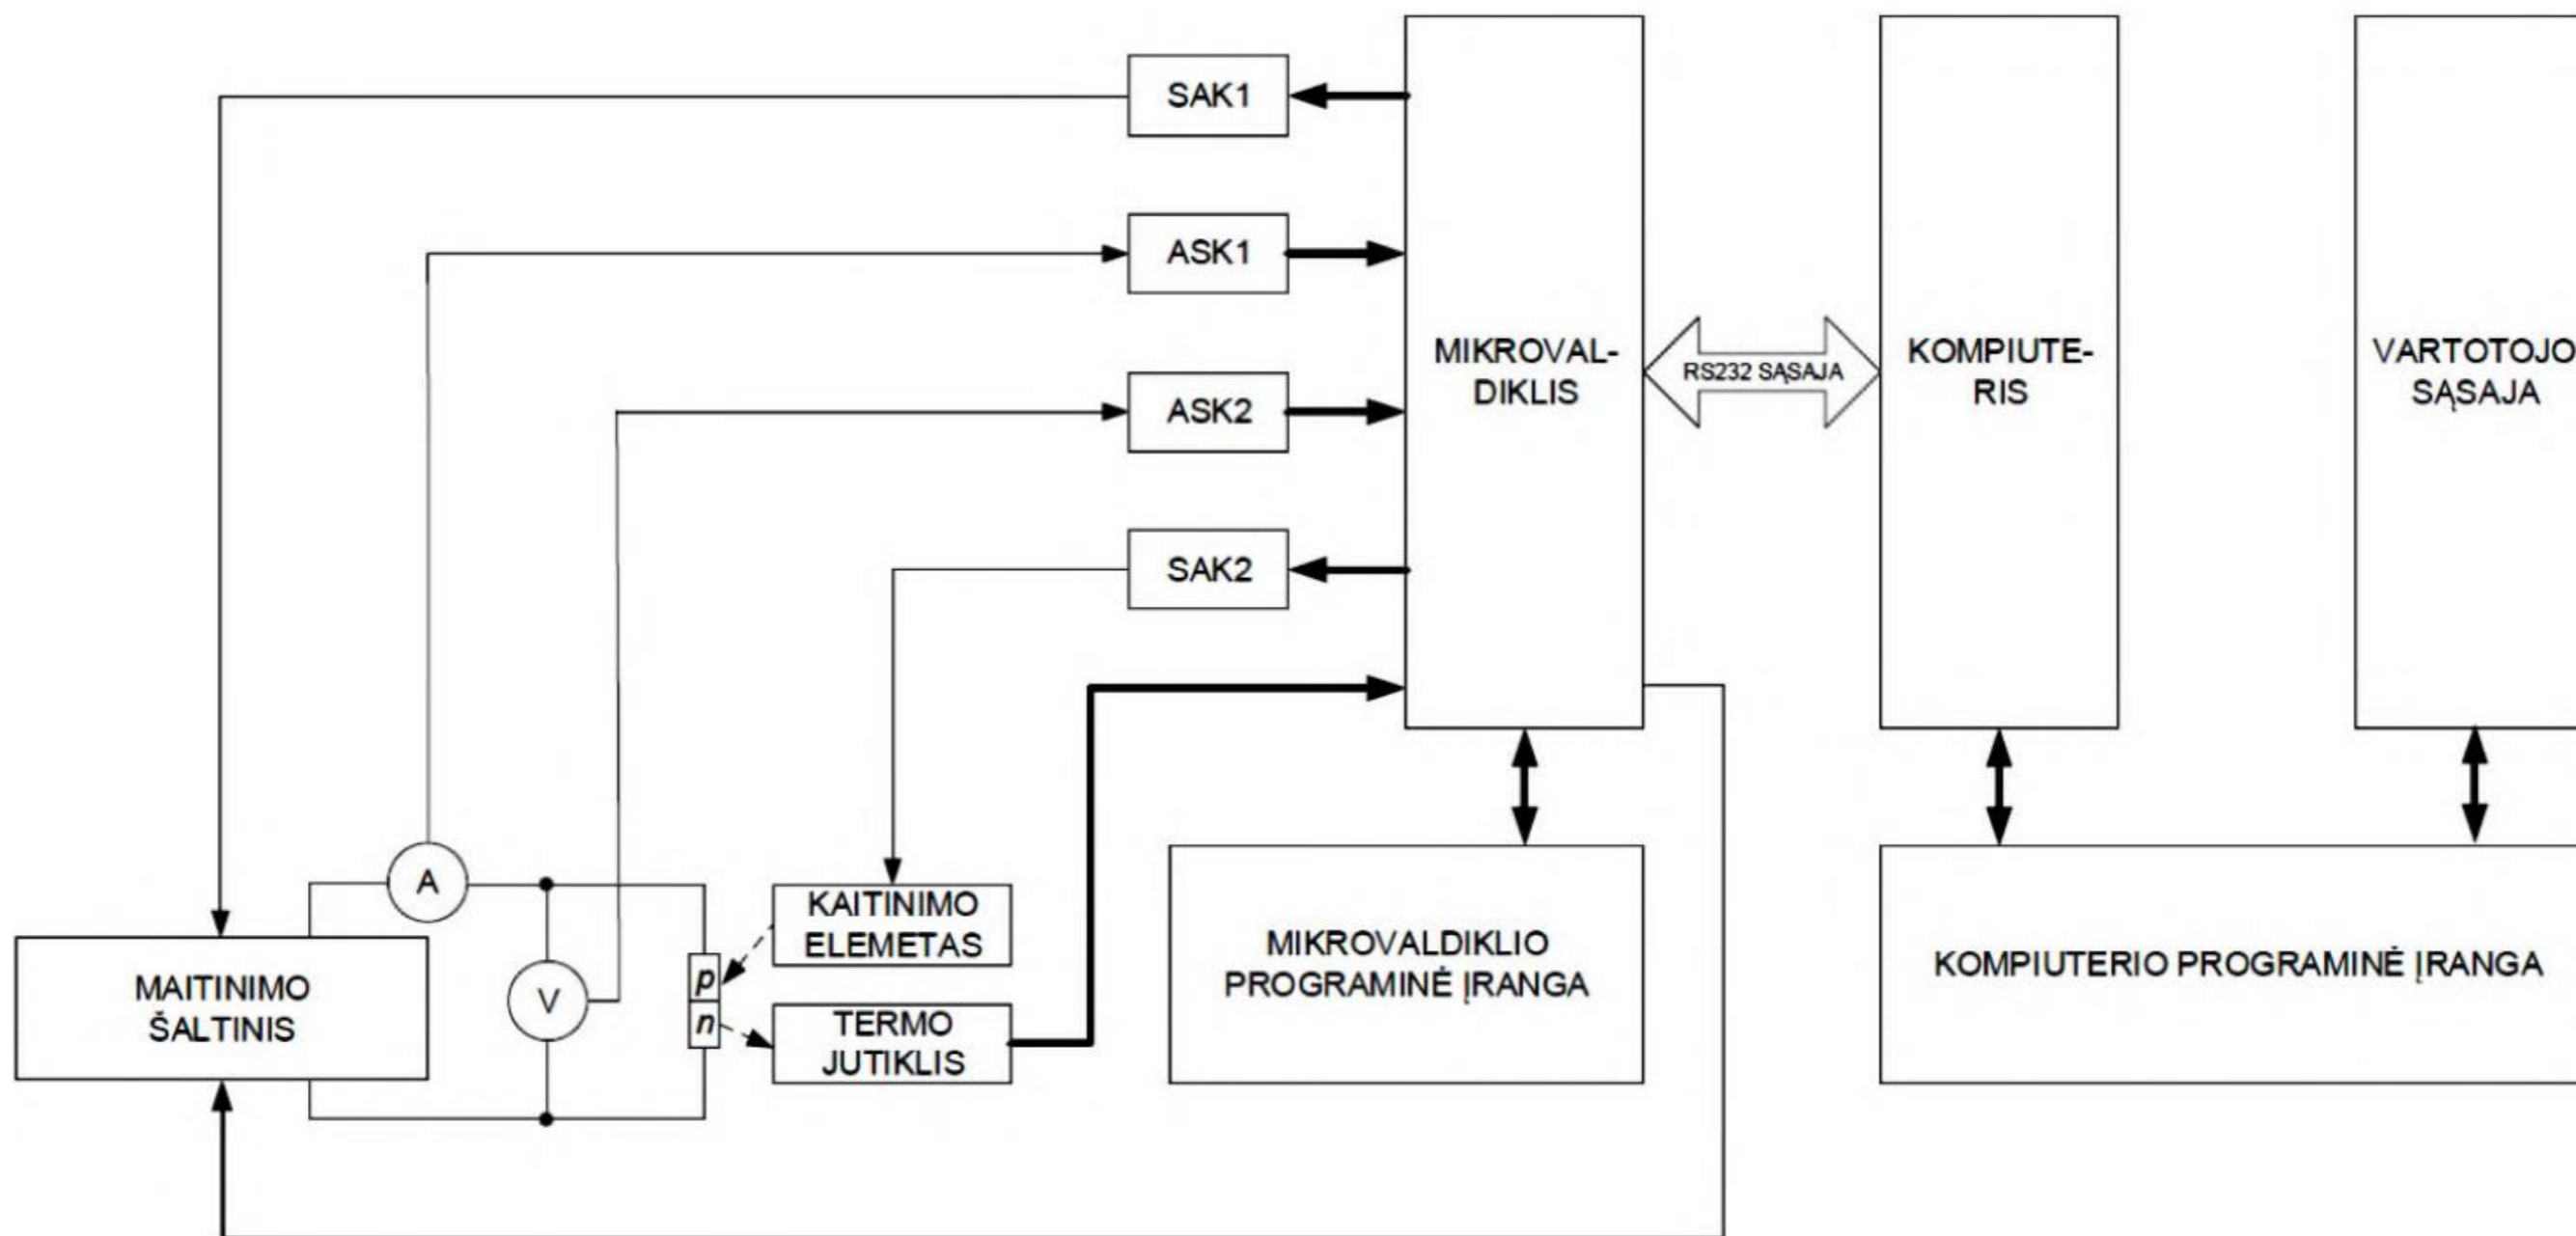 SAK1
ASK1
ASK2
SAK2
MIKROVAL-
DIKLIS
RS232 SĄSAJA
KOMPIUTE-
RIS
VARTOTOJO
SĄSAJA
A
V
p
n
KAITINIMO
ELEMETAS
TERMO
JUTIKLIS
MAITINIMO
ŠALTINIS
MIKROVALDIKLIO
PROGRAMINĖ ĮRANGA
KOMPIUTERIO PROGRAMINĖ ĮRANGA